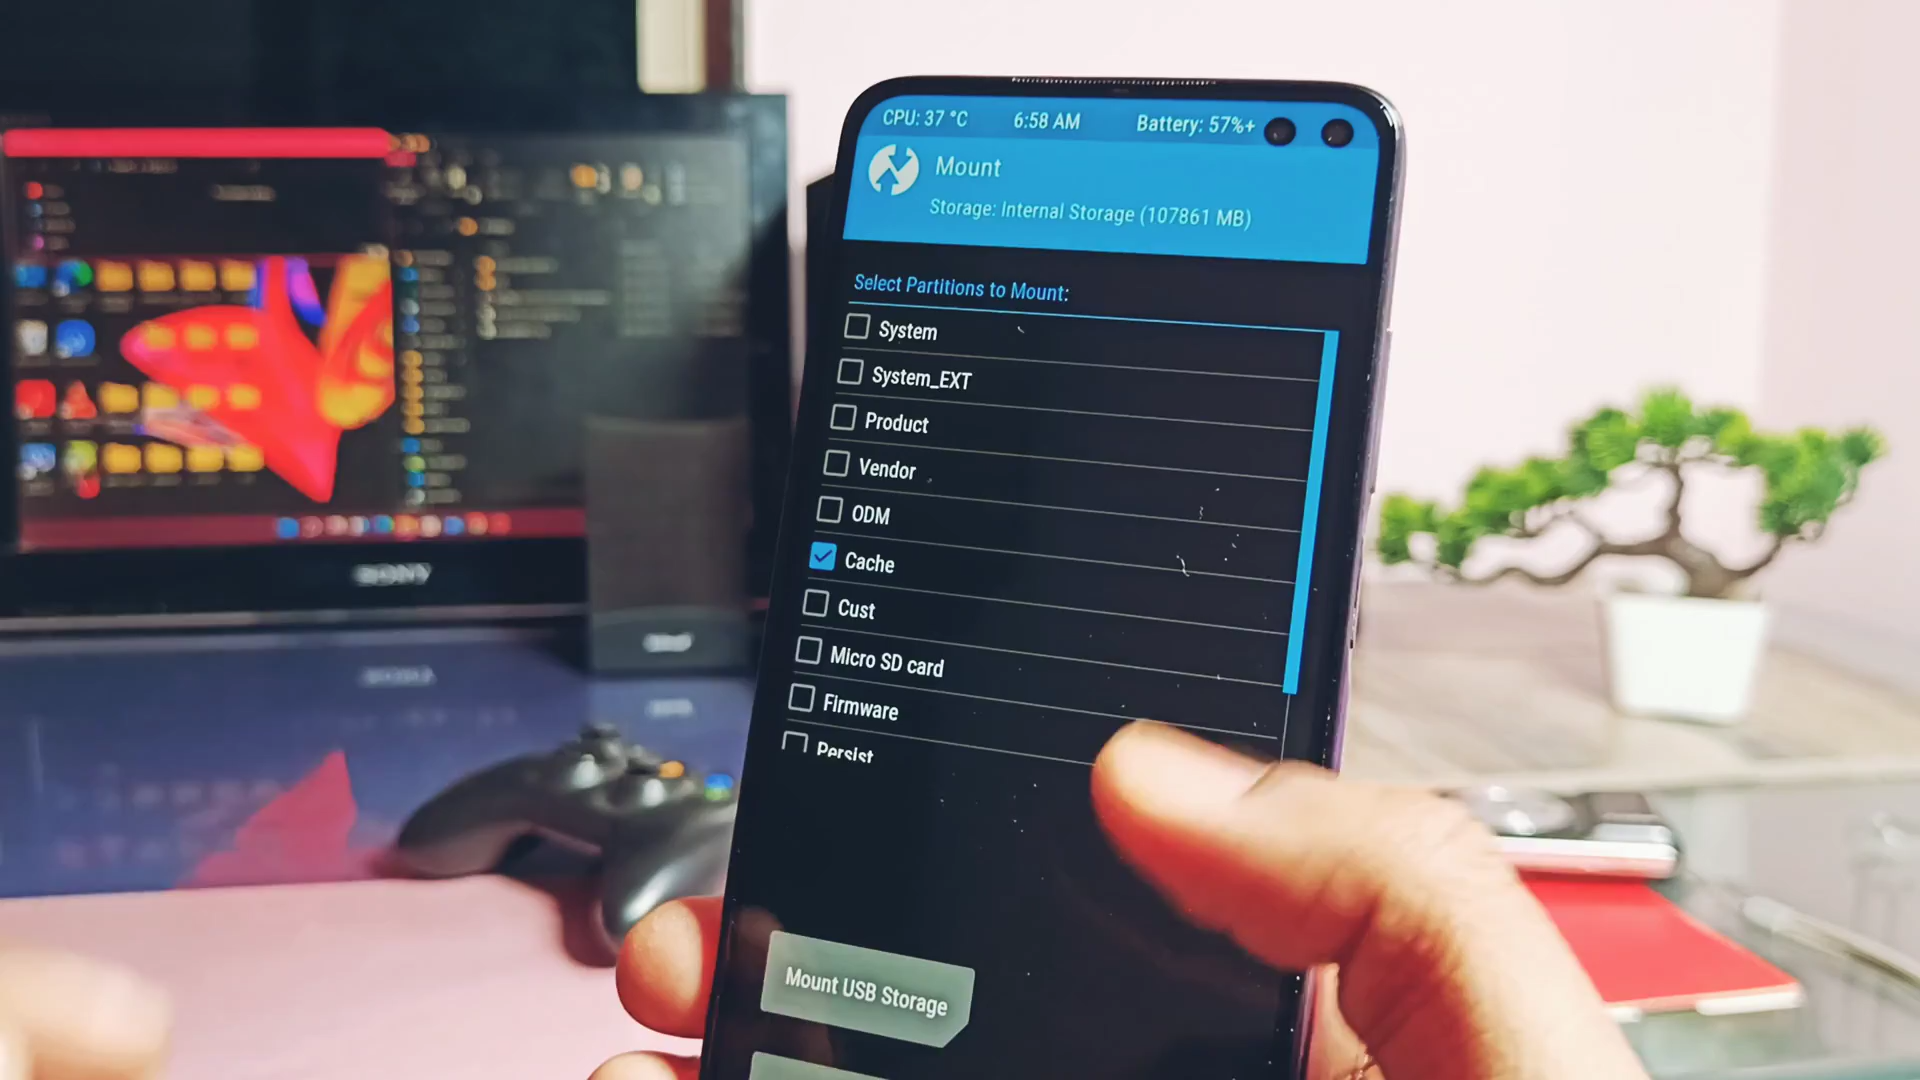 CPU: 37 °C 6:58 AM Battery: 57%+
Mount
Storage: Internal Storage (107861 MB)
Select Partitions to Mount:
System
System_EXT
Product
Vendor
ODM
Cache
Cust
Micro SD card
Firmware
Persist
Mount USB Storage
SONY